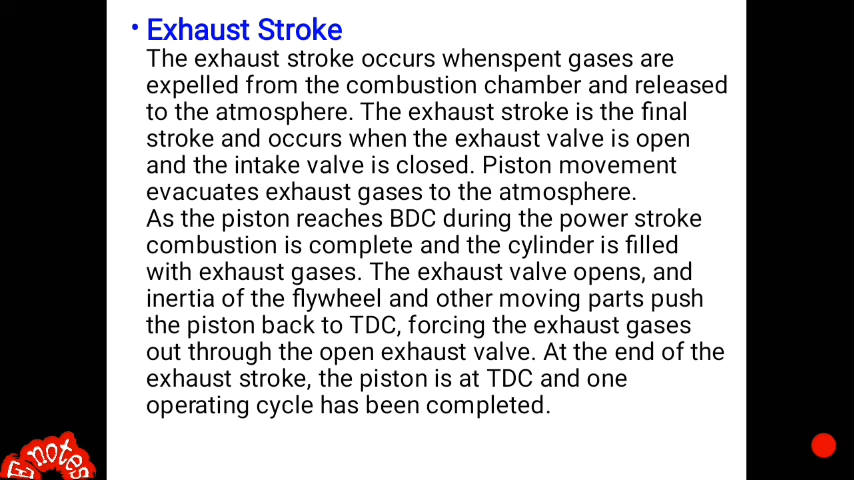 • Exhaust Stroke
The exhaust stroke occurs whenspent gases are
expelled from the combustion chamber and released
to the atmosphere. The exhaust stroke is the final
stroke and occurs when the exhaust valve is open
and the intake valve is closed. Piston movement
evacuates exhaust gases to the atmosphere.
As the piston reaches BDC during the power stroke
combustion is complete and the cylinder is filled
with exhaust gases. The exhaust valve opens, and
inertia of the flywheel and other moving parts push
the piston back to TDC, forcing the exhaust gases
out through the open exhaust valve. At the end of the
exhaust stroke, the piston is at TDC and one
operating cycle has been completed.
E notes